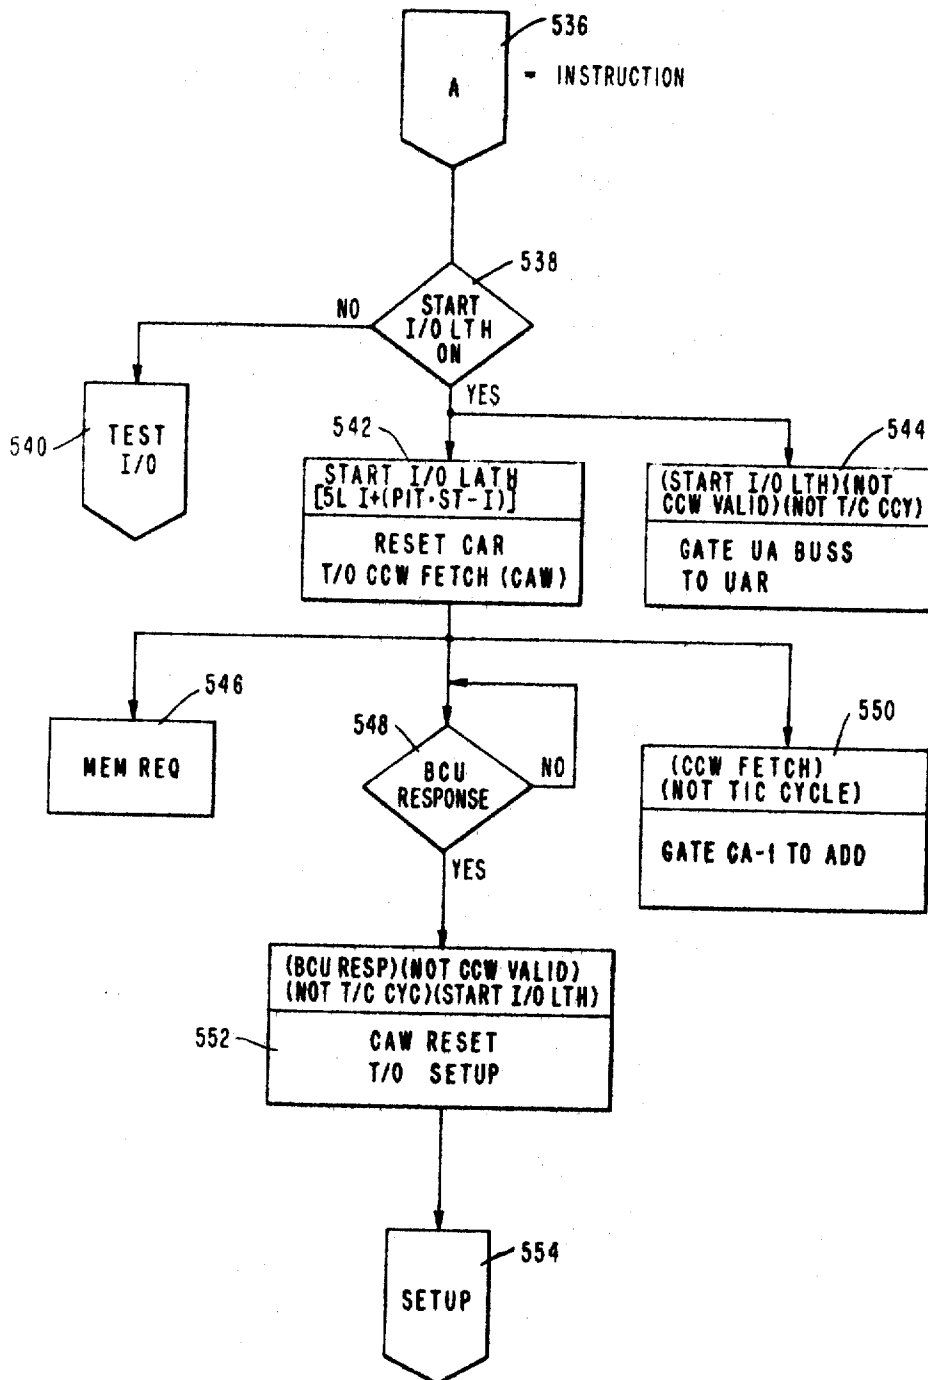 536
A
= INSTRUCTION
538
START
I/O LTH
ON
NO
YES
540
TEST
I/O
542
START I/O LATH
[5L I+(PIT·ST-I)]
RESET CAR
T/O CCW FETCH (CAW)
544
(START I/O LTH)(NOT
CCW VALID)(NOT T/C CCY)
GATE UA BUSS
TO UAR
546
MEM REQ
548
BCU
RESPONSE
NO
YES
550
(CCW FETCH)
(NOT TIC CYCLE)
GATE CA-1 TO ADD
(BCU RESP)(NOT CCW VALID)
(NOT T/C CYC)(START I/O LTH)
552
CAW RESET
T/O SETUP
554
SETUP